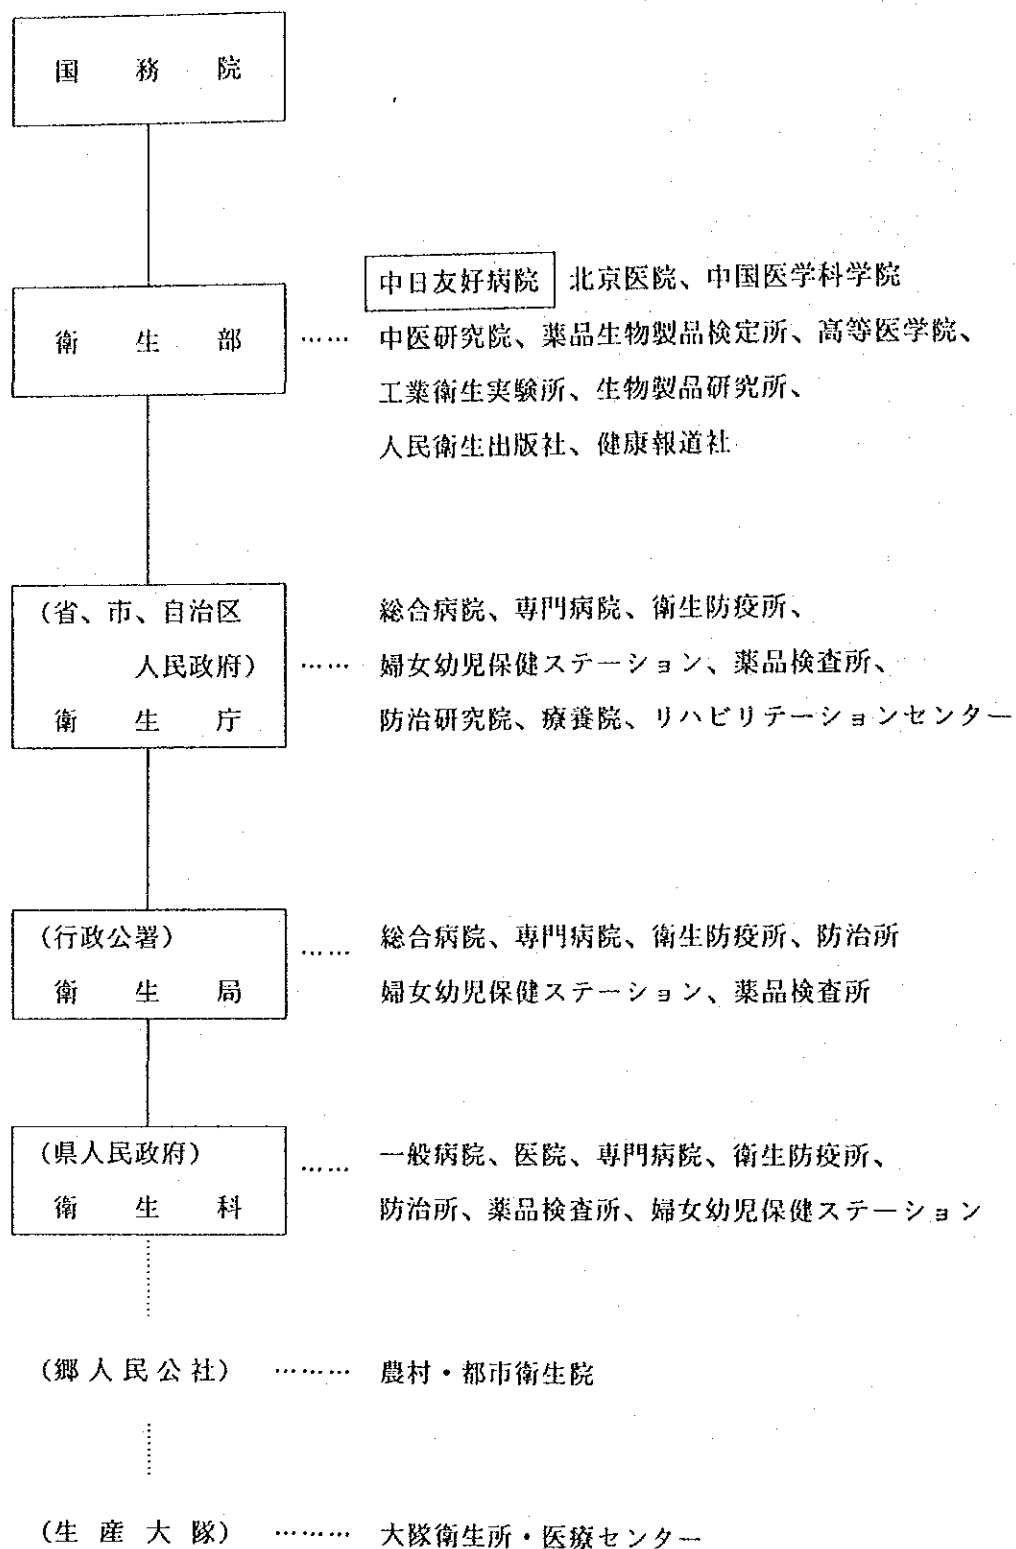 国務院
中日友好病院 北京医院、中国医学科学院
衛生部 …… 中医研究院、薬品生物製品検定所、高等医学院、
工業衛生実験所、生物製品研究所、
人民衛生出版社、健康報道社
(省、市、自治区 総合病院、専門病院、衛生防疫所、
人民政府) …… 婦女幼児保健ステーション、薬品検査所、
衛生庁 防治研究院、療養院、リハビリテーションセンター
(行政公署) …… 総合病院、専門病院、衛生防疫所、防治所
衛生局 婦女幼児保健ステーション、薬品検査所
(県人民政府) …… 一般病院、医院、専門病院、衛生防疫所、
衛生科 防治所、薬品検査所、婦女幼児保健ステーション
(郷人民公社) ……… 農村・都市衛生院
(生産大隊) ……… 大隊衛生所・医療センター